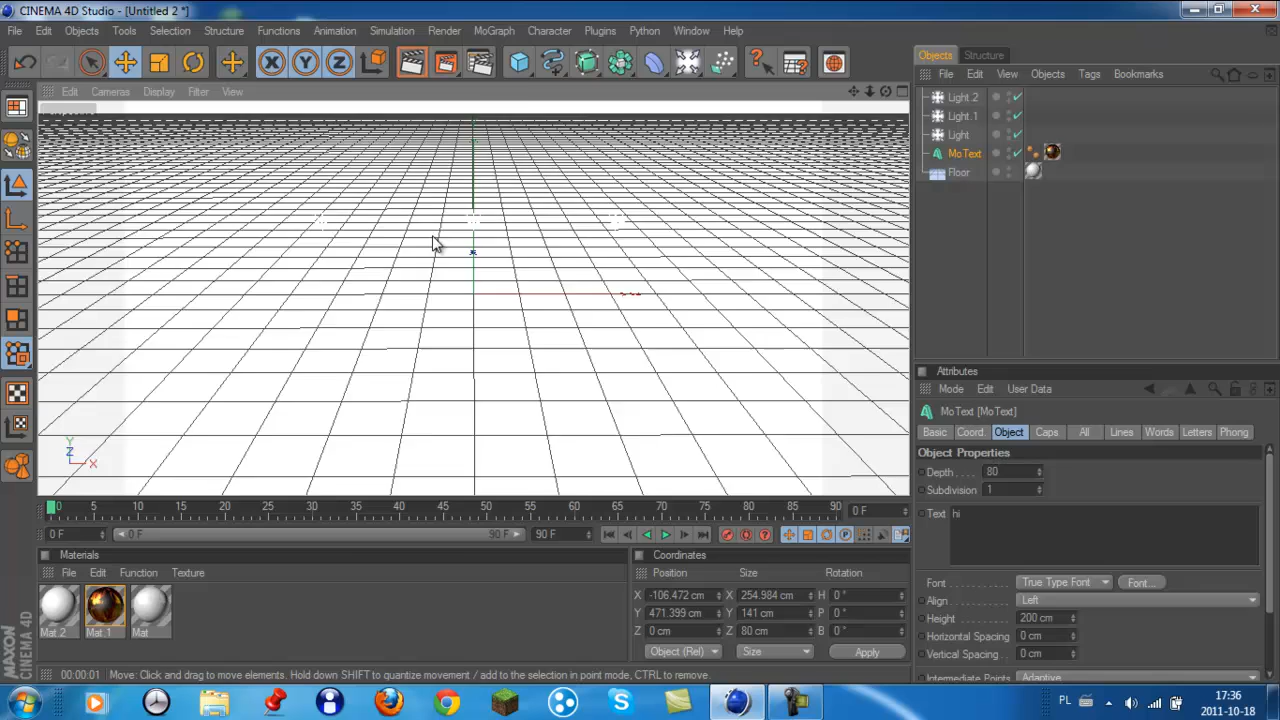 CINEMA 4D Studio - [Untitled 2 *]
File Edit Objects Tools Selection Structure Functions Animation Simulation Render MoGraph Character Plugins Python Window Help
Objects Structure
File Edit View Objects Tags Bookmarks
Edit Cameras Display Filter View
Light 2
Light.1
Light
MoText
Floor
Y
Z
X
Attributes
Mode Edit User Data
MoText [MoText]
Basic Coord. Object Caps All Lines Words Letters Phong
Object Properties
Depth 80
Subdivision 1
Text hi
Font True Type Font Font...
Align Left
Height 200 cm
Horizontal Spacing 0 cm
Vertical Spacing 0 cm
Intermediate Points Adaptive
0 5 10 15 20 25 30 35 40 45 50 55 60 65 70 75 80 85 90 0 F
0 F 0 F 90 F 90 F
Materials
File Edit Function Texture
Mat.2 Mat.1 Mat
Coordinates
Position Size Rotation
X -106.472 cm X 254.984 cm H 0 °
Y 471.399 cm Y 141 cm P 0 °
Z 0 cm Z 80 cm B 0 °
Object (Rel) Size Apply
MAXON
CINEMA 4D
00:00:01 Move: Click and drag to move elements. Hold down SHIFT to quantize movement / add to the selection in point mode, CTRL to remove.
PL
17:36
2011-10-18